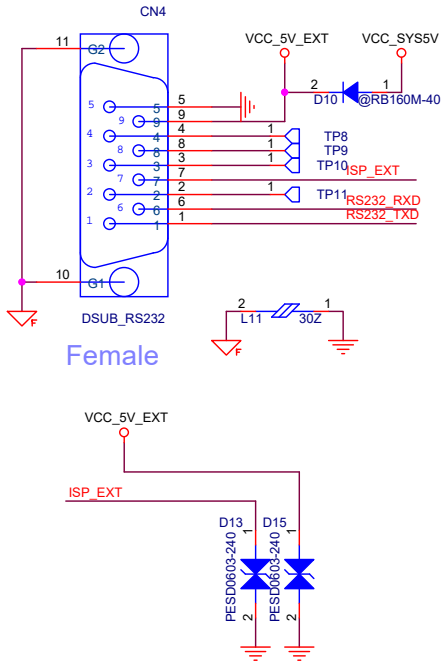 CN4
11
G2
VCC_5V_EXT
VCC_SYS5V
2
1
D10
@RB160M-40
5
5
5
9
9
9
4
4
4
1
TP8
8
8
8
1
TP9
3
3
3
1
TP10
7
7
7
ISP_EXT
2
2
2
1
TP11
6
6
6
RS232_RXD
1
1
1
RS232_TXD
10
G1
F
DSUB_RS232
2
1
L11
30Z
F
Female
VCC_5V_EXT
ISP_EXT
D13
D15
1
1
PESD0603-240
PESD0603-240
2
2